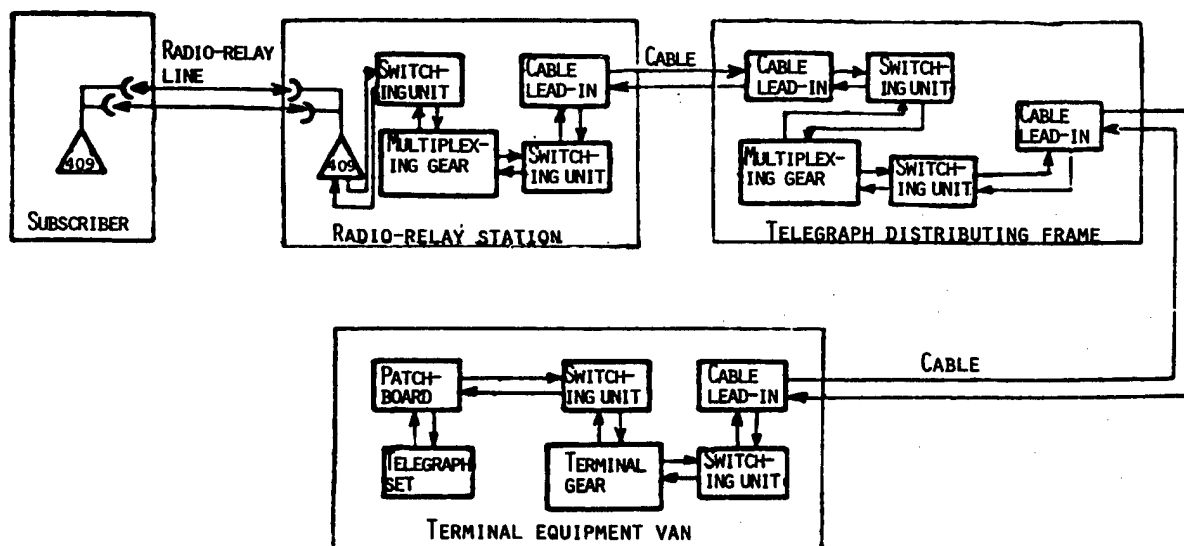 RADIO-RELAY
LINE
409
SUBSCRIBER
SWITCH-
ING UNIT
CABLE
LEAD-IN
409
MULTIPLEX-
ING GEAR
SWITCH-
ING UNIT
RADIO-RELAY STATION
CABLE
CABLE
LEAD-IN
SWITCH-
ING UNIT
CABLE
LEAD-IN
MULTIPLEX-
ING GEAR
SWITCH-
ING UNIT
TELEGRAPH DISTRIBUTING FRAME
PATCH-
BOARD
SWITCH-
ING UNIT
CABLE
LEAD-IN
CABLE
TELEGRAPH
SET
TERMINAL
GEAR
SWITCH-
ING UNIT
TERMINAL EQUIPMENT VAN